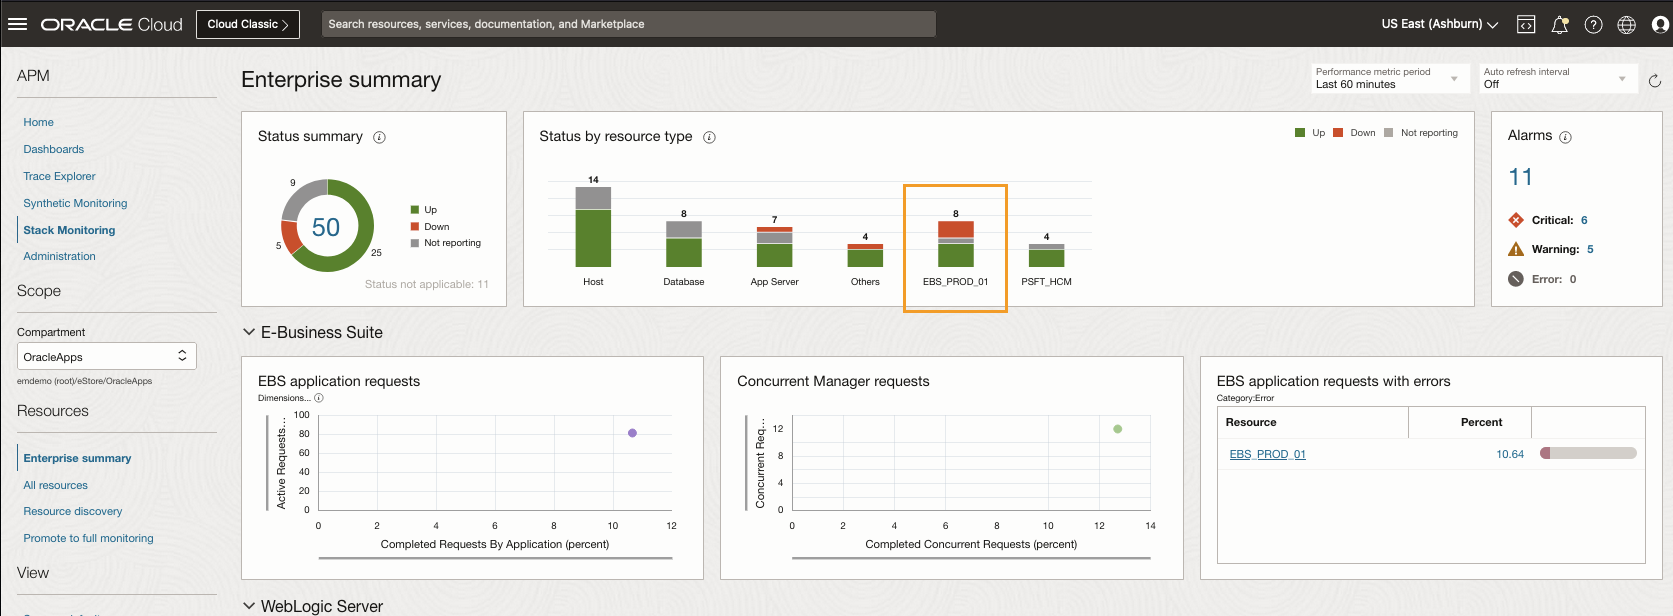 ORACLE Cloud
Cloud Classic
Search resources, services, documentation, and Marketplace
US East (Ashburn)
APM
Home
Dashboards
Trace Explorer
Synthetic Monitoring
Stack Monitoring
Administration
Scope
Compartment
OracleApps
emdemo (root)/eStore/OracleApps
Resources
Enterprise summary
All resources
Resource discovery
Promote to full monitoring
View
Enterprise summary
Performance metric period
Last 60 minutes
Auto refresh interval
Off
Status summary
9
50
5
25
Up
Down
Not reporting
Status not applicable: 11
Status by resource type
Up Down Not reporting
14 8 7 4 8 4
Host Database App Server Others EBS_PROD_01 PSFT_HCM
Alarms
11
Critical: 6
Warning: 5
Error: 0
E-Business Suite
EBS application requests
Dimensions...
Active Requests...
100
80
60
40
20
0
0 2 4 6 8 10 12
Completed Requests By Application (percent)
Concurrent Manager requests
Concurrent Req...
12
8
4
0
0 2 4 6 8 10 12 14
Completed Concurrent Requests (percent)
EBS application requests with errors
Category:Error
Resource Percent
EBS_PROD_01 10.64
WebLogic Server